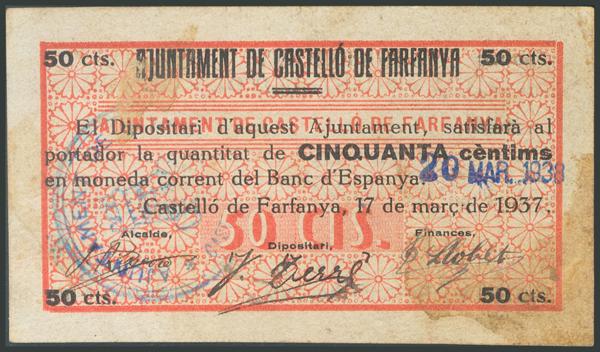 50 cts. AJUNTAMENT DE CASTELLÓ DE FARFANYA 50 cts.
AJUNTAMENT DE CASTELLÓ DE FARFANYA
El Dipositari d'aquest Ajuntament, satisfarà al
portador la quantitat de CINQUANTA cèntims
en moneda corrent del Banc d'Espanya.
20 MAR. 1938
Castelló de Farfanya, 17 de març de 1937.
50 CTS.
Alcalde, Dipositari, Finances,
50 cts. 50 cts.